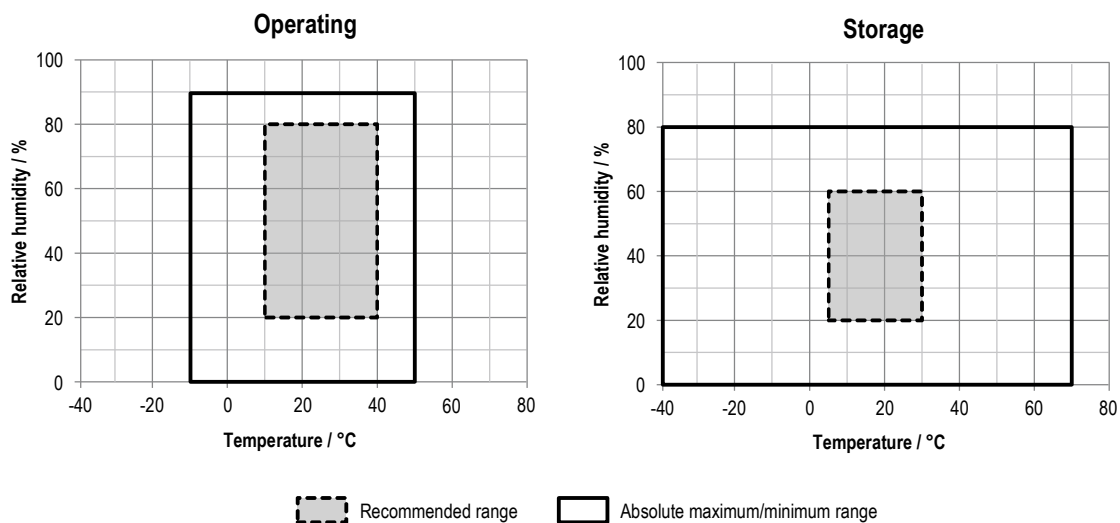 Operating
Relative humidity / %
100
80
60
40
20
0
-40 -20 0 20 40 60 80
Temperature / °C
Storage
Relative humidity / %
100
80
60
40
20
0
-40 -20 0 20 40 60 80
Temperature / °C
Recommended range
Absolute maximum/minimum range